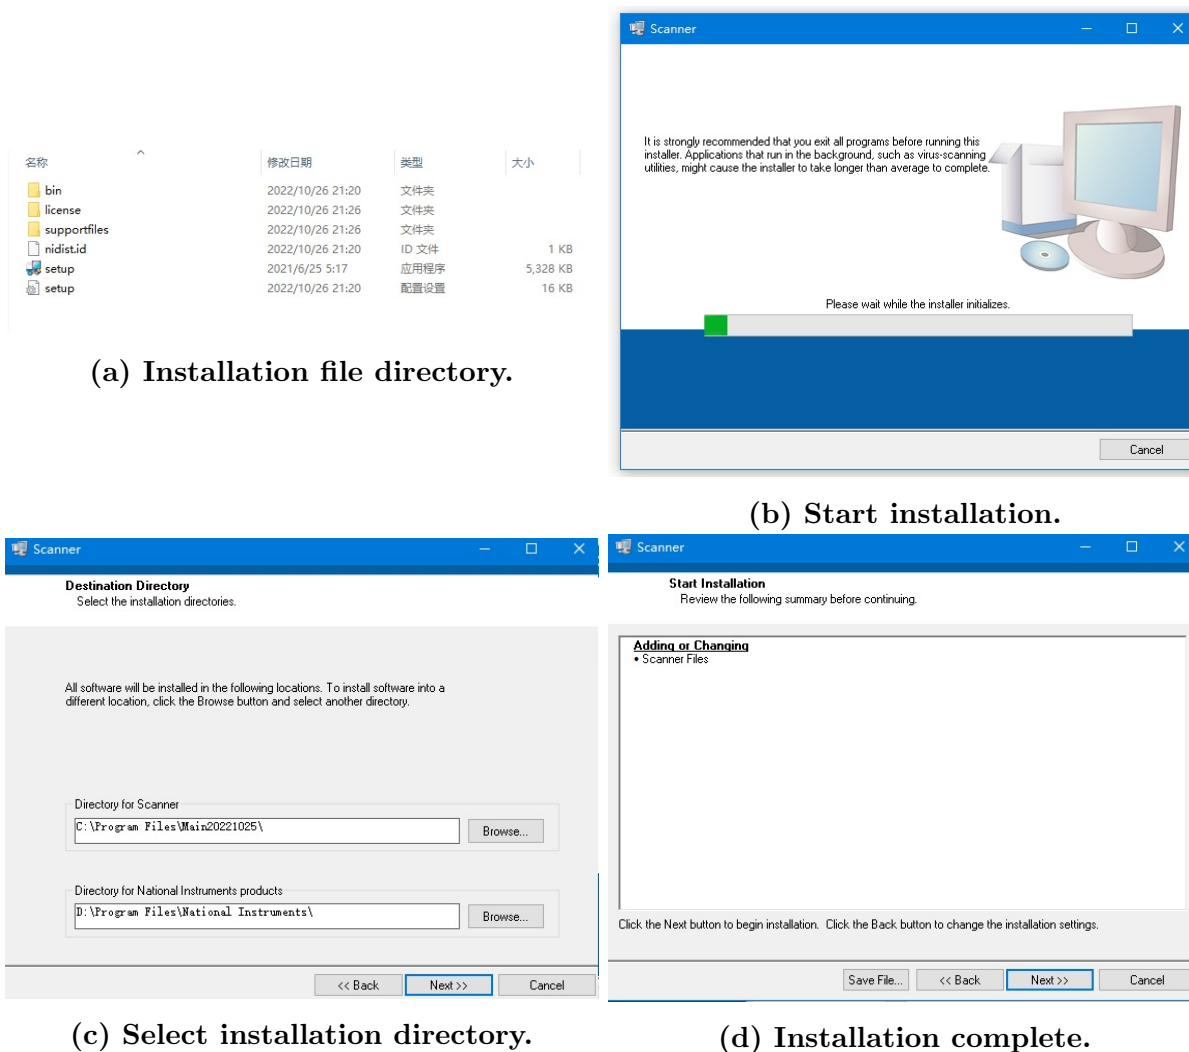 名称 修改日期 类型 大小
bin 2022/10/26 21:20 文件夹
license 2022/10/26 21:26 文件夹
supportfiles 2022/10/26 21:26 文件夹
nidist.id 2022/10/26 21:20 ID 文件 1 KB
setup 2021/6/25 5:17 应用程序 5,328 KB
setup 2022/10/26 21:20 配置设置 16 KB
(a) Installation file directory.
Scanner
It is strongly recommended that you exit all programs before running this
installer. Applications that run in the background, such as virus-scanning
utilities, might cause the installer to take longer than average to complete.
Please wait while the installer initializes.
Cancel
(b) Start installation.
Scanner
Destination Directory
Select the installation directories.
All software will be installed in the following locations. To install software into a
different location, click the Browse button and select another directory.
Directory for Scanner
C:\Program Files\Main20221025\
Browse...
Directory for National Instruments products
D:\Program Files\National Instruments\
Browse...
<< Back Next >> Cancel
(c) Select installation directory.
Scanner
Start Installation
Review the following summary before continuing.
Adding or Changing
• Scanner Files
Click the Next button to begin installation. Click the Back button to change the installation settings.
Save File... << Back Next >> Cancel
(d) Installation complete.